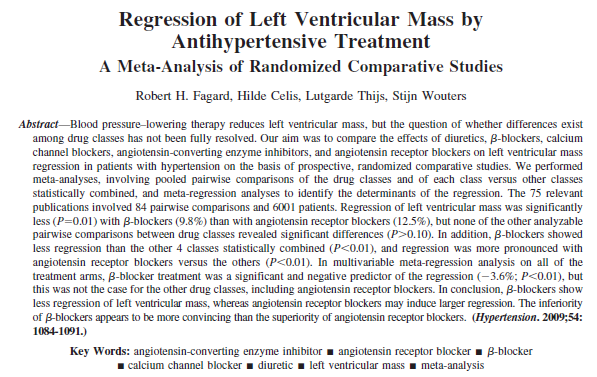 Regression of Left Ventricular Mass by
Antihypertensive Treatment
A Meta-Analysis of Randomized Comparative Studies
Robert H. Fagard, Hilde Celis, Lutgarde Thijs, Stijn Wouters
Abstract—Blood pressure–lowering therapy reduces left ventricular mass, but the question of whether differences exist
among drug classes has not been fully resolved. Our aim was to compare the effects of diuretics, β-blockers, calcium
channel blockers, angiotensin-converting enzyme inhibitors, and angiotensin receptor blockers on left ventricular mass
regression in patients with hypertension on the basis of prospective, randomized comparative studies. We performed
meta-analyses, involving pooled pairwise comparisons of the drug classes and of each class versus other classes
statistically combined, and meta-regression analyses to identify the determinants of the regression. The 75 relevant
publications involved 84 pairwise comparisons and 6001 patients. Regression of left ventricular mass was significantly
less (P=0.01) with β-blockers (9.8%) than with angiotensin receptor blockers (12.5%), but none of the other analyzable
pairwise comparisons between drug classes revealed significant differences (P>0.10). In addition, β-blockers showed
less regression than the other 4 classes statistically combined (P<0.01), and regression was more pronounced with
angiotensin receptor blockers versus the others (P<0.01). In multivariable meta-regression analysis on all of the
treatment arms, β-blocker treatment was a significant and negative predictor of the regression (−3.6%; P<0.01), but
this was not the case for the other drug classes, including angiotensin receptor blockers. In conclusion, β-blockers show
less regression of left ventricular mass, whereas angiotensin receptor blockers may induce larger regression. The inferiority
of β-blockers appears to be more convincing than the superiority of angiotensin receptor blockers. (Hypertension. 2009;54:
1084-1091.)
Key Words: angiotensin-converting enzyme inhibitor ■ angiotensin receptor blocker ■ β-blocker
■ calcium channel blocker ■ diuretic ■ left ventricular mass ■ meta-analysis